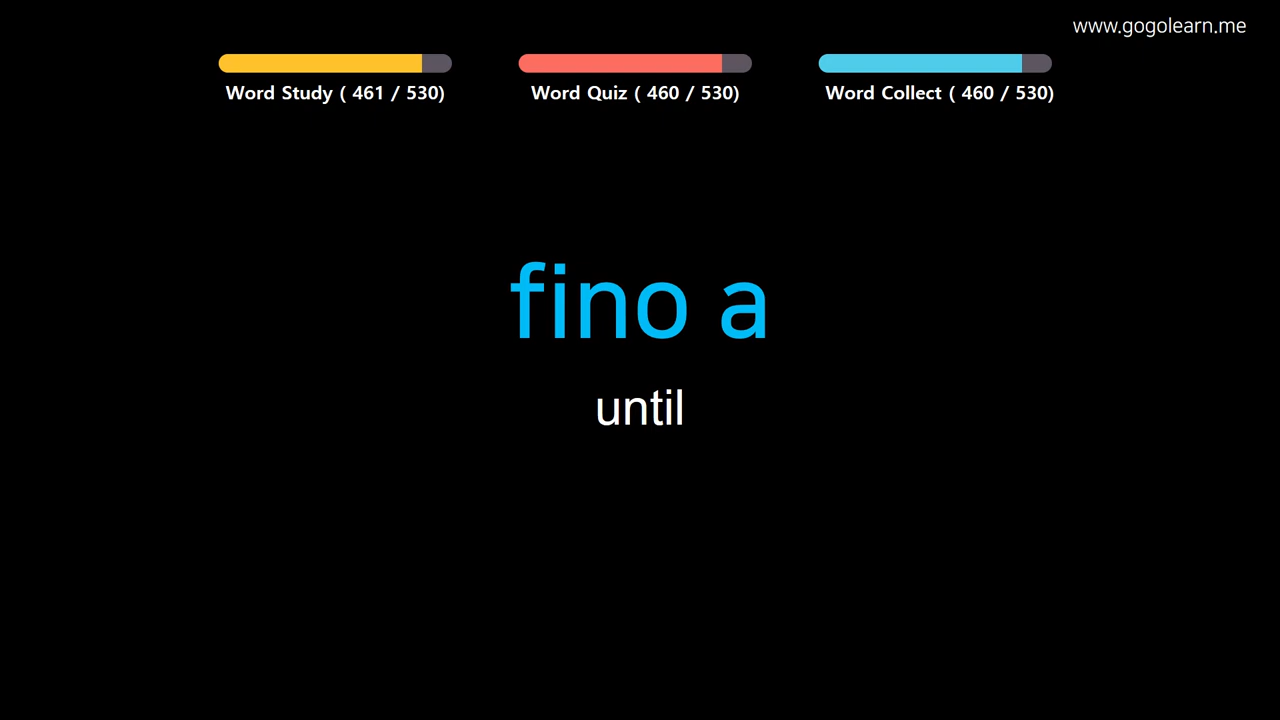 www.gogolearn.me
Word Study ( 461 / 530)
Word Quiz ( 460 / 530)
Word Collect ( 460 / 530)
fino a
until